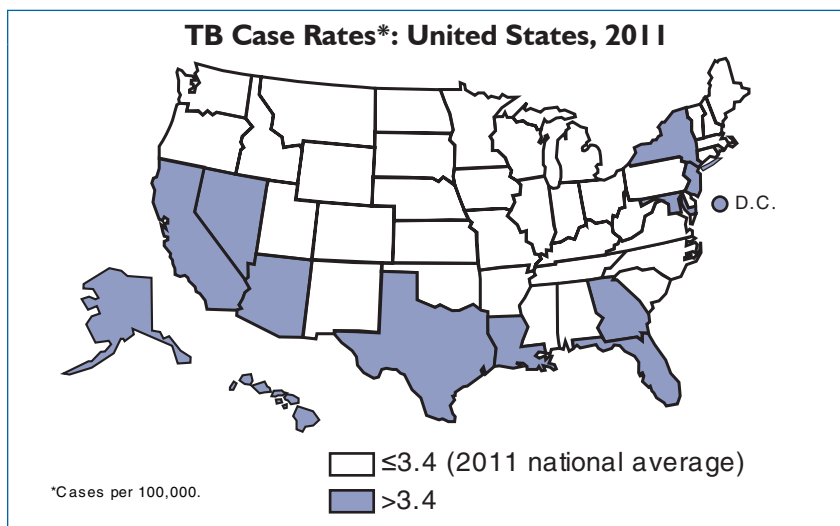 TB Case Rates*: United States, 2011
D.C.
≤3.4 (2011 national average)
>3.4
*Cases per 100,000.